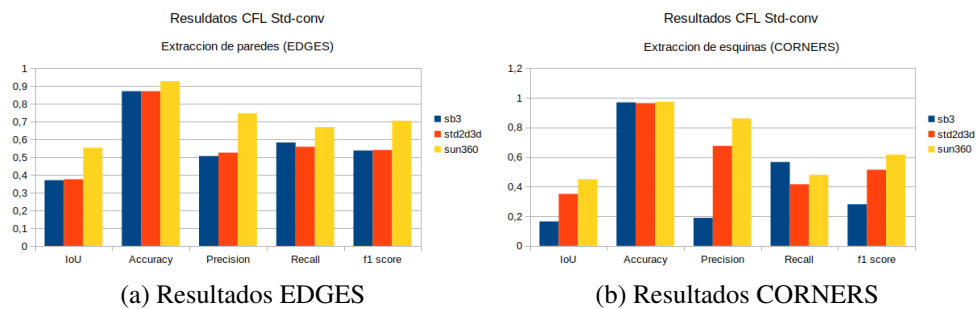 Resuldatos CFL Std-conv
Extraccion de paredes (EDGES)
1
0,9
0,8
0,7
0,6
0,5
0,4
0,3
0,2
0,1
0
IoU Accuracy Precision Recall f1 score
sb3
std2d3d
sun360
(a) Resultados EDGES
Resultados CFL Std-conv
Extraccion de esquinas (CORNERS)
1,2
1
0,8
0,6
0,4
0,2
0
IoU Accuracy Precision Recall f1 score
sb3
std2d3d
sun360
(b) Resultados CORNERS